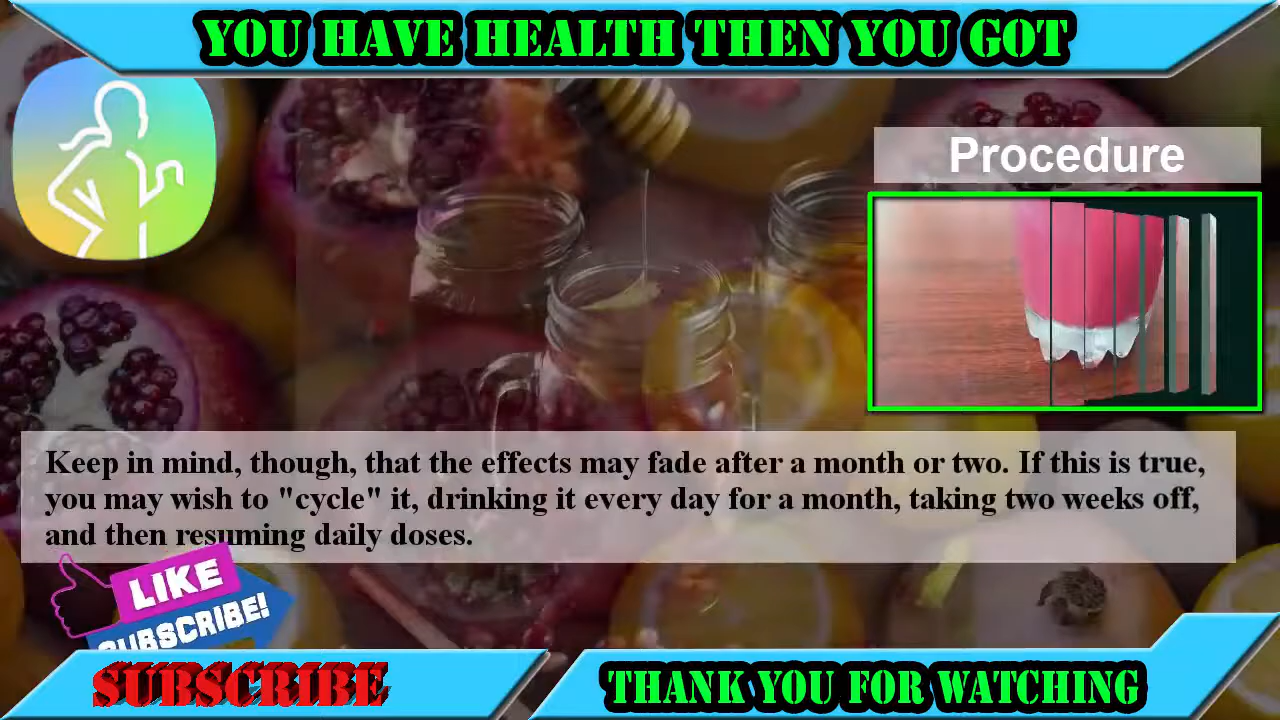 YOU HAVE HEALTH THEN YOU GOT
Procedure
Keep in mind, though, that the effects may fade after a month or two. If this is true,
you may wish to "cycle" it, drinking it every day for a month, taking two weeks off,
and then resuming daily doses.
LIKE
SUBSCRIBE!
SUBSCRIBE
THANK YOU FOR WATCHING